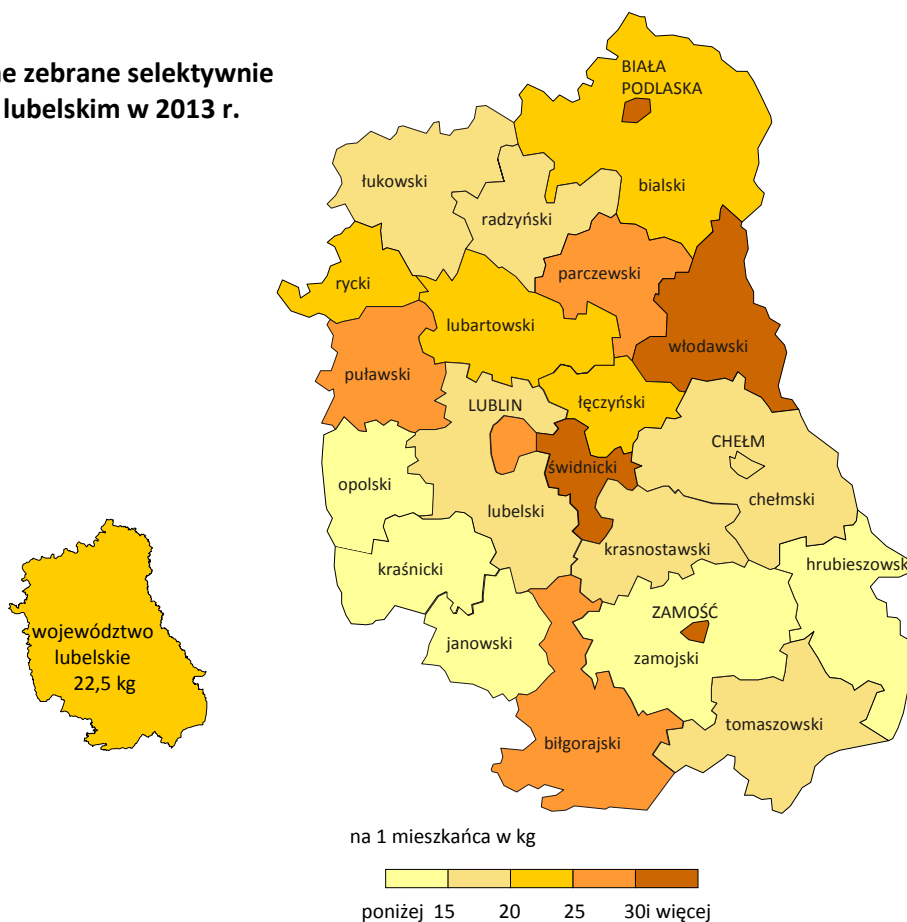 ne zebrane selektywnie
lubelskim w 2013 r.
BIAŁA
PODLASKA
łukowski
bialski
radzyński
rycki
parczewski
lubartowski
włodawski
puławski
LUBLIN
łęczyński
CHEŁM
świdnicki
opolski
chełmski
lubelski
krasnostawski
hrubieszowsk
kraśnicki
ZAMOŚĆ
województwo
lubelskie
22,5 kg
janowski
zamojski
tomaszowski
biłgorajski
na 1 mieszkańca w kg
poniżej 15 20 25 30i więcej